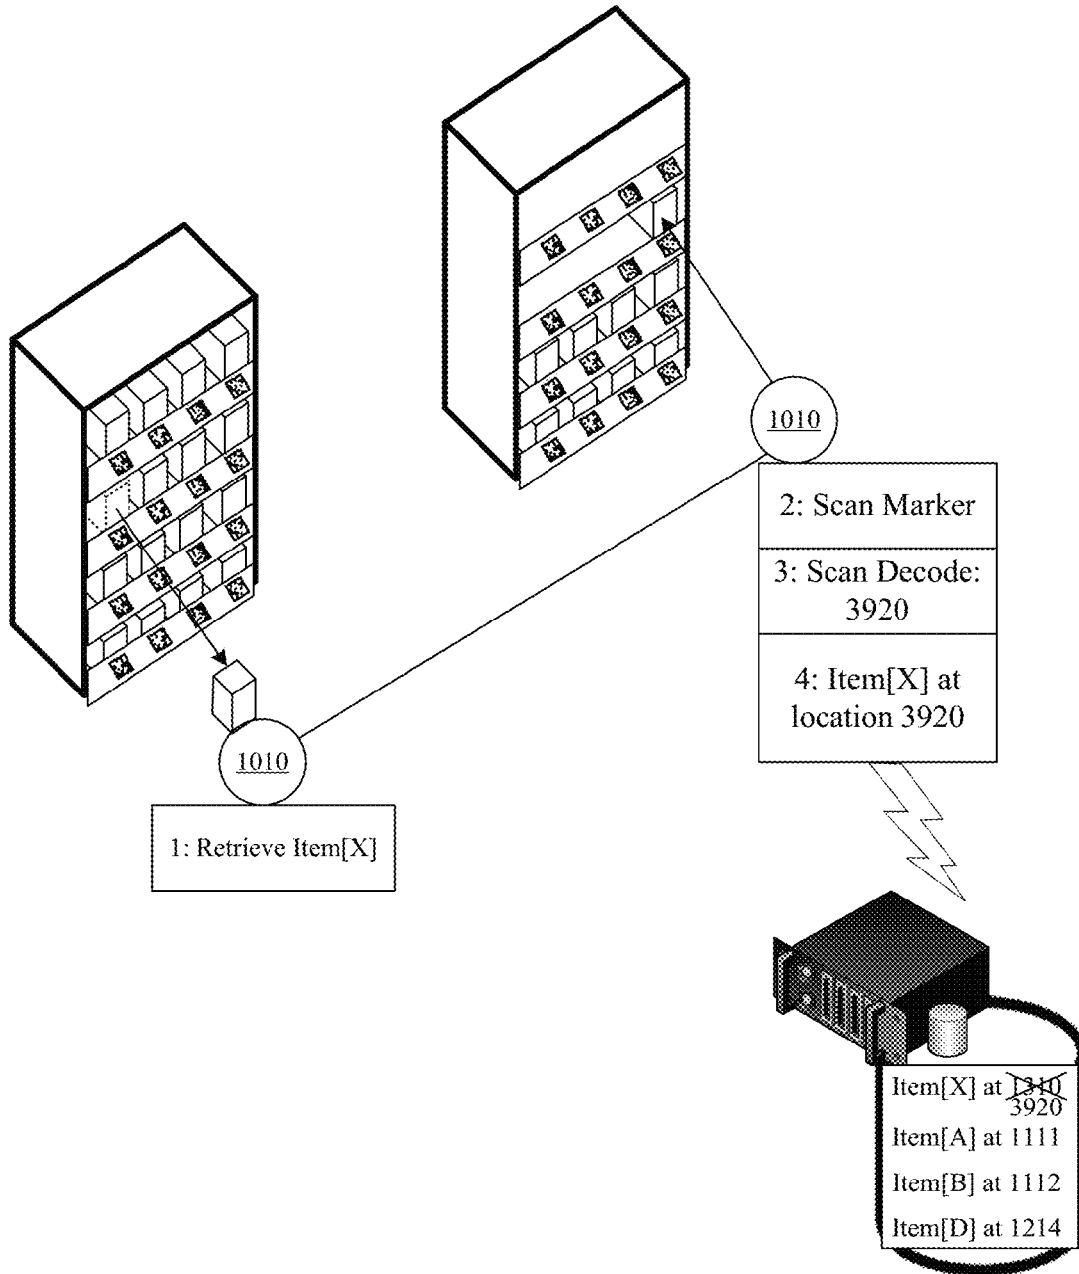 1010
2: Scan Marker
3: Scan Decode:
3920
4: Item[X] at
location 3920
1010
1: Retrieve Item[X]
Item[X] at 1310
3920
Item[A] at 1111
Item[B] at 1112
Item[D] at 1214